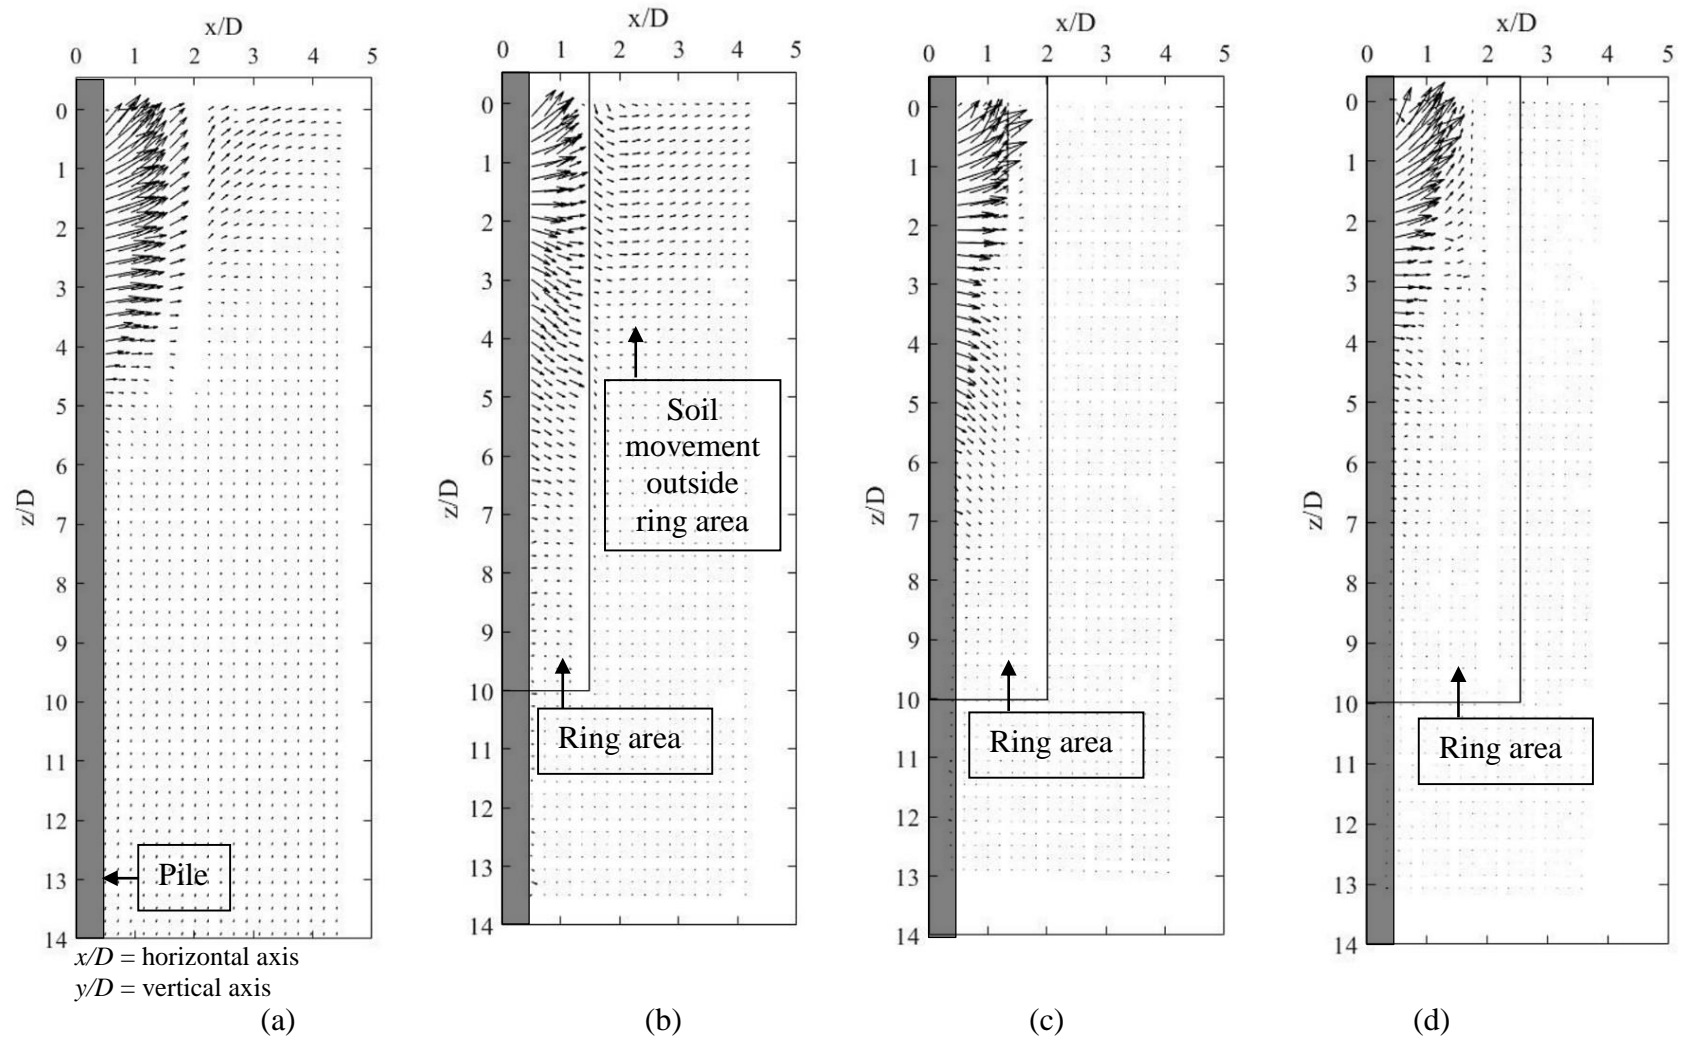 x/D
0 1 2 3 4 5
0
1
2
3
4
5
6
7
8
9
10
11
12
13
14
z/D
Pile
x/D = horizontal axis
y/D = vertical axis
(a)
x/D
0 1 2 3 4 5
0
1
2
3
4
5
6
7
8
9
10
11
12
13
14
z/D
Soil
movement
outside
ring area
Ring area
(b)
x/D
0 1 2 3 4 5
0
1
2
3
4
5
6
7
8
9
10
11
12
13
14
z/D
Ring area
(c)
x/D
0 1 2 3 4 5
0
1
2
3
4
5
6
7
8
9
10
11
12
13
14
z/D
Ring area
(d)